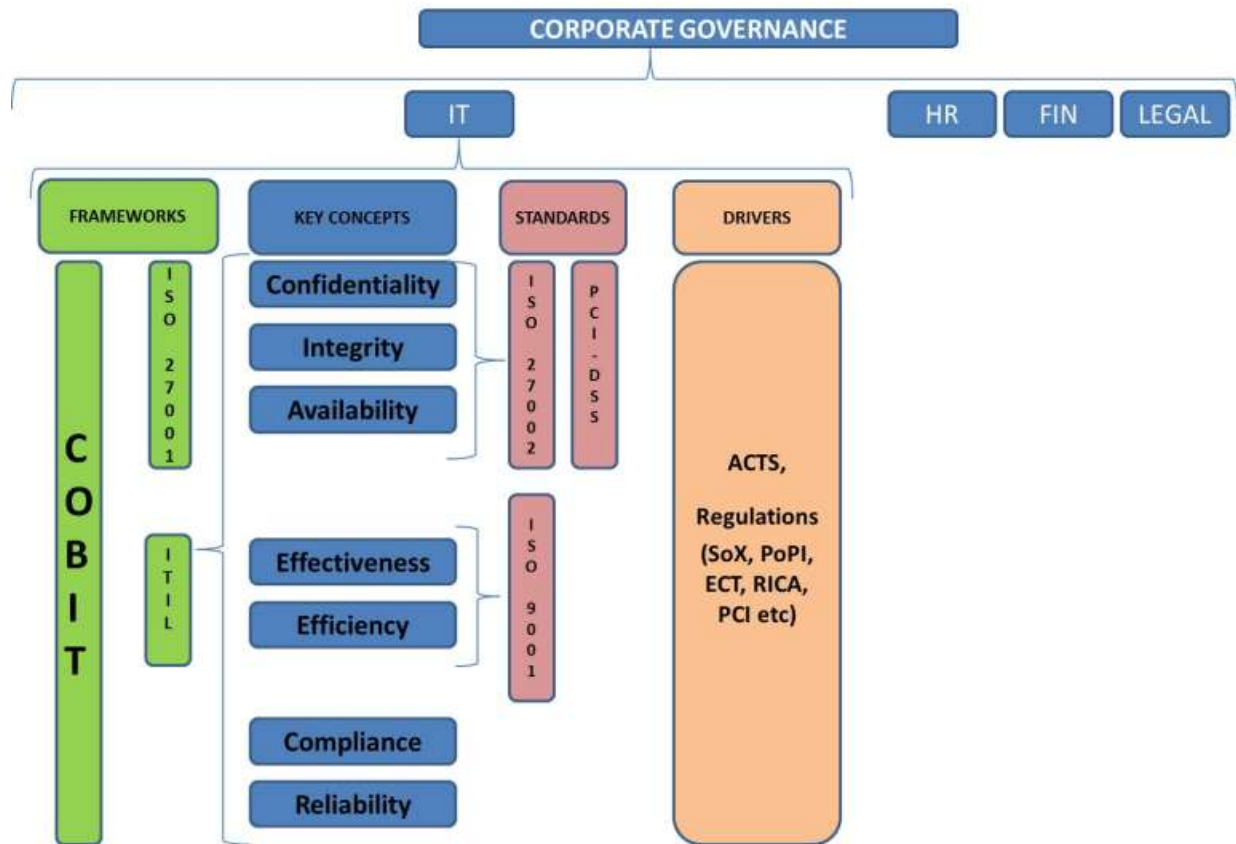 CORPORATE GOVERNANCE
IT
HR
FIN
LEGAL
FRAMEWORKS
KEY CONCEPTS
STANDARDS
DRIVERS
COBIT
ISO 27001
ITIL
Confidentiality
Integrity
Availability
Effectiveness
Efficiency
Compliance
Reliability
ISO 27002
PCI-DSS
ISO 9001
ACTS,
Regulations
(SoX, PoPI,
ECT, RICA,
PCI etc)